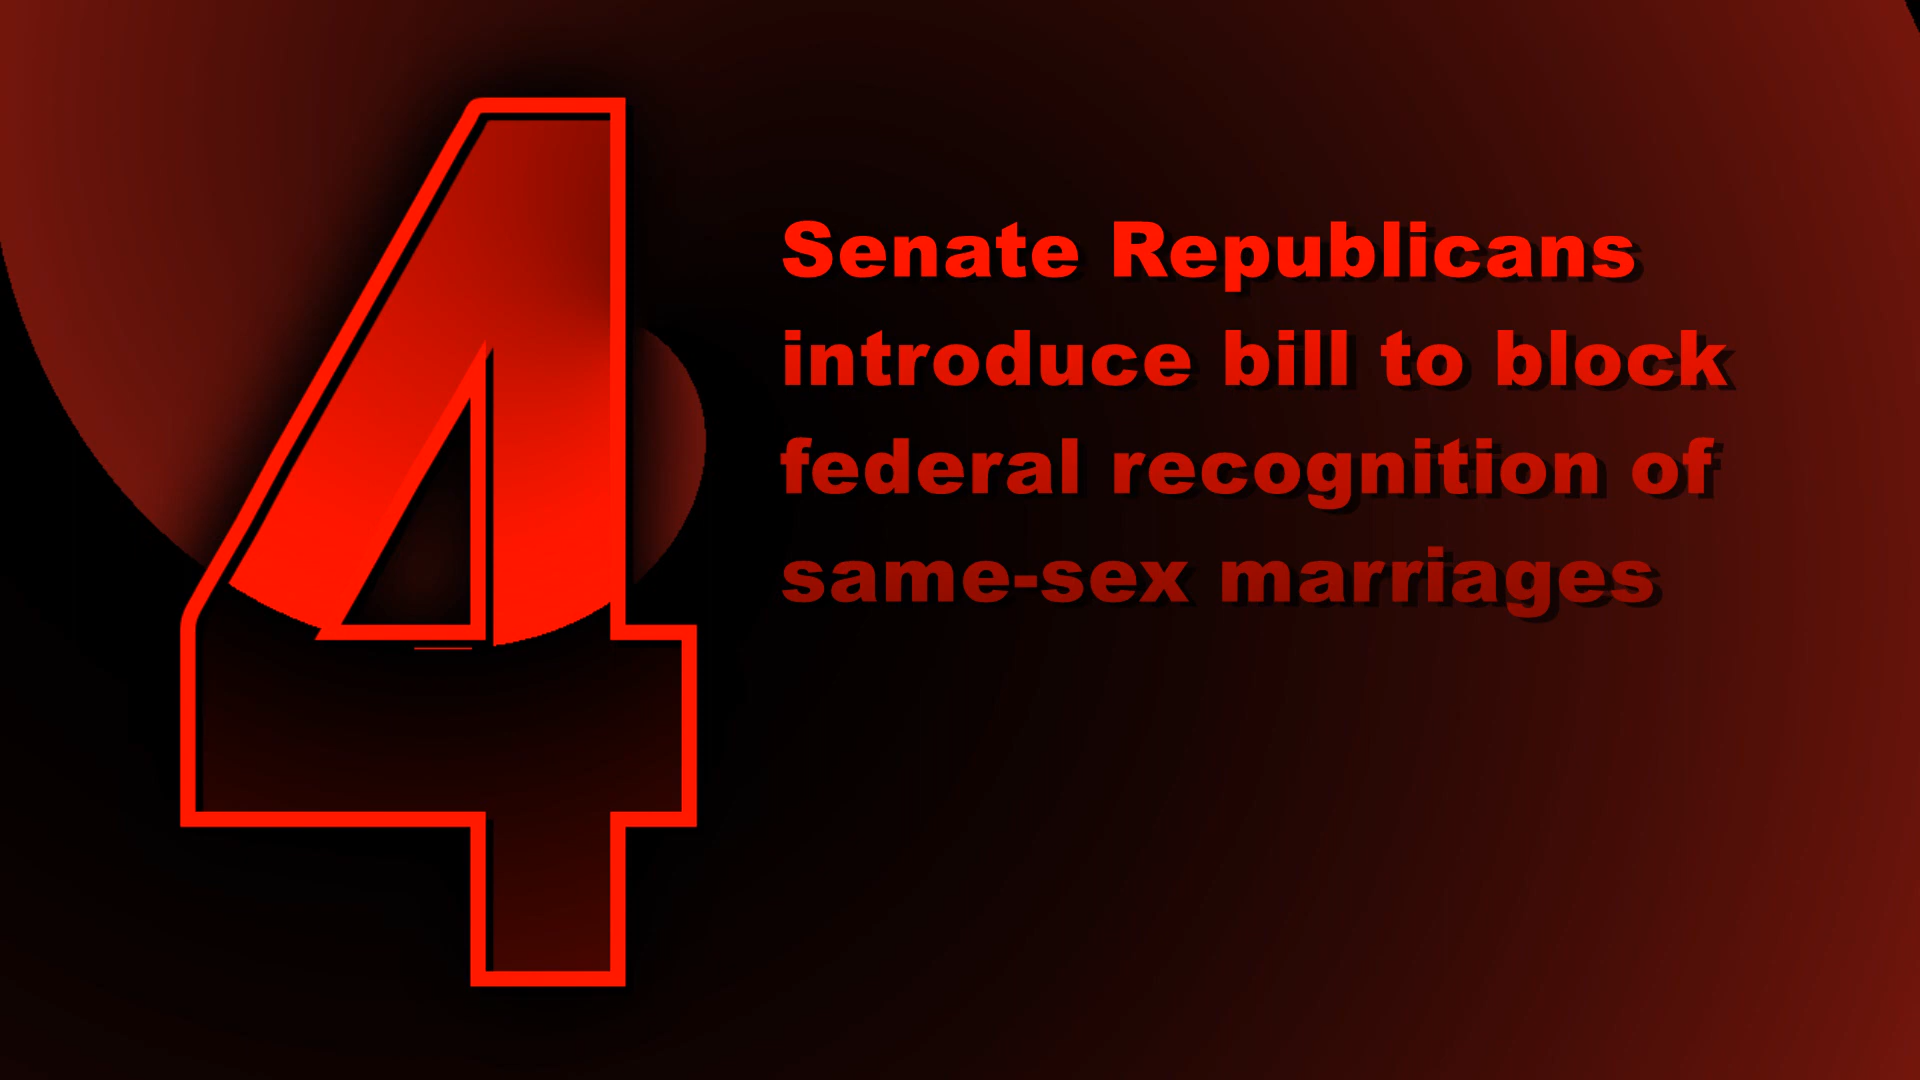 4
Senate Republicans
introduce bill to block
federal recognition of
same-sex marriages